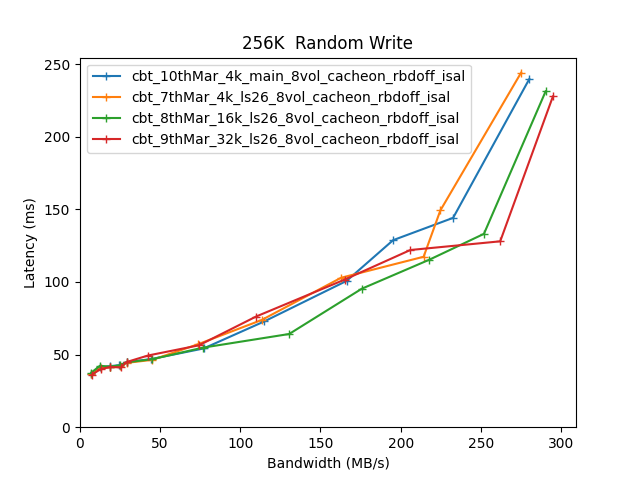 256K  Random Write
cbt_10thMar_4k_main_8vol_cacheon_rbdoff_isal
cbt_7thMar_4k_ls26_8vol_cacheon_rbdoff_isal
cbt_8thMar_16k_ls26_8vol_cacheon_rbdoff_isal
cbt_9thMar_32k_ls26_8vol_cacheon_rbdoff_isal
250
200
150
100
50
0
Latency (ms)
0 50 100 150 200 250 300
Bandwidth (MB/s)